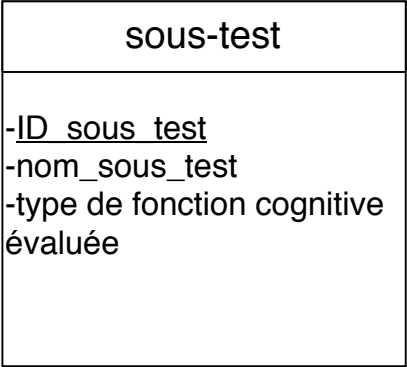 sous-test
-ID_sous_test
-nom_sous_test
-type de fonction cognitive
évaluée